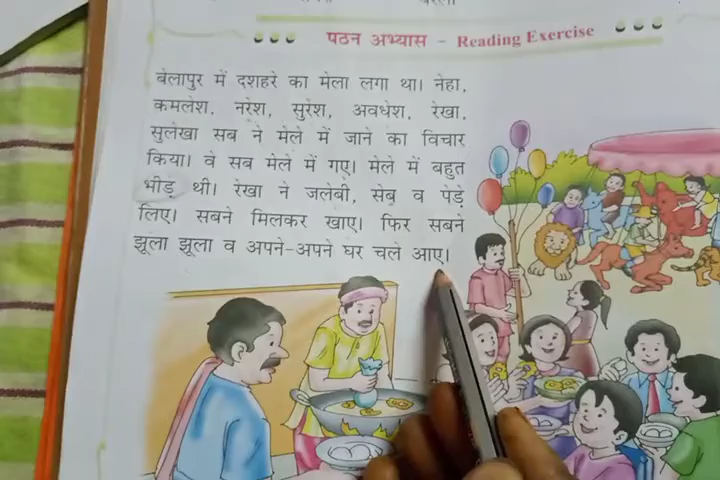 पठन अभ्यास – Reading Exercise
बेलापुर में दशहरे का मेला लगा था। नेहा,
कमलेश, नरेश, सुरेश, अवधेश, रेखा,
सुलेखा सब ने मेले में जाने का विचार
किया। वे सब मेले में गए। मेले में बहुत
भीड़ थी। रेखा ने जलेबी, सेब व पेड़े
लिए। सबने मिलकर खाए। फिर सबने
झूला झूला व अपने-अपने घर चले आए।